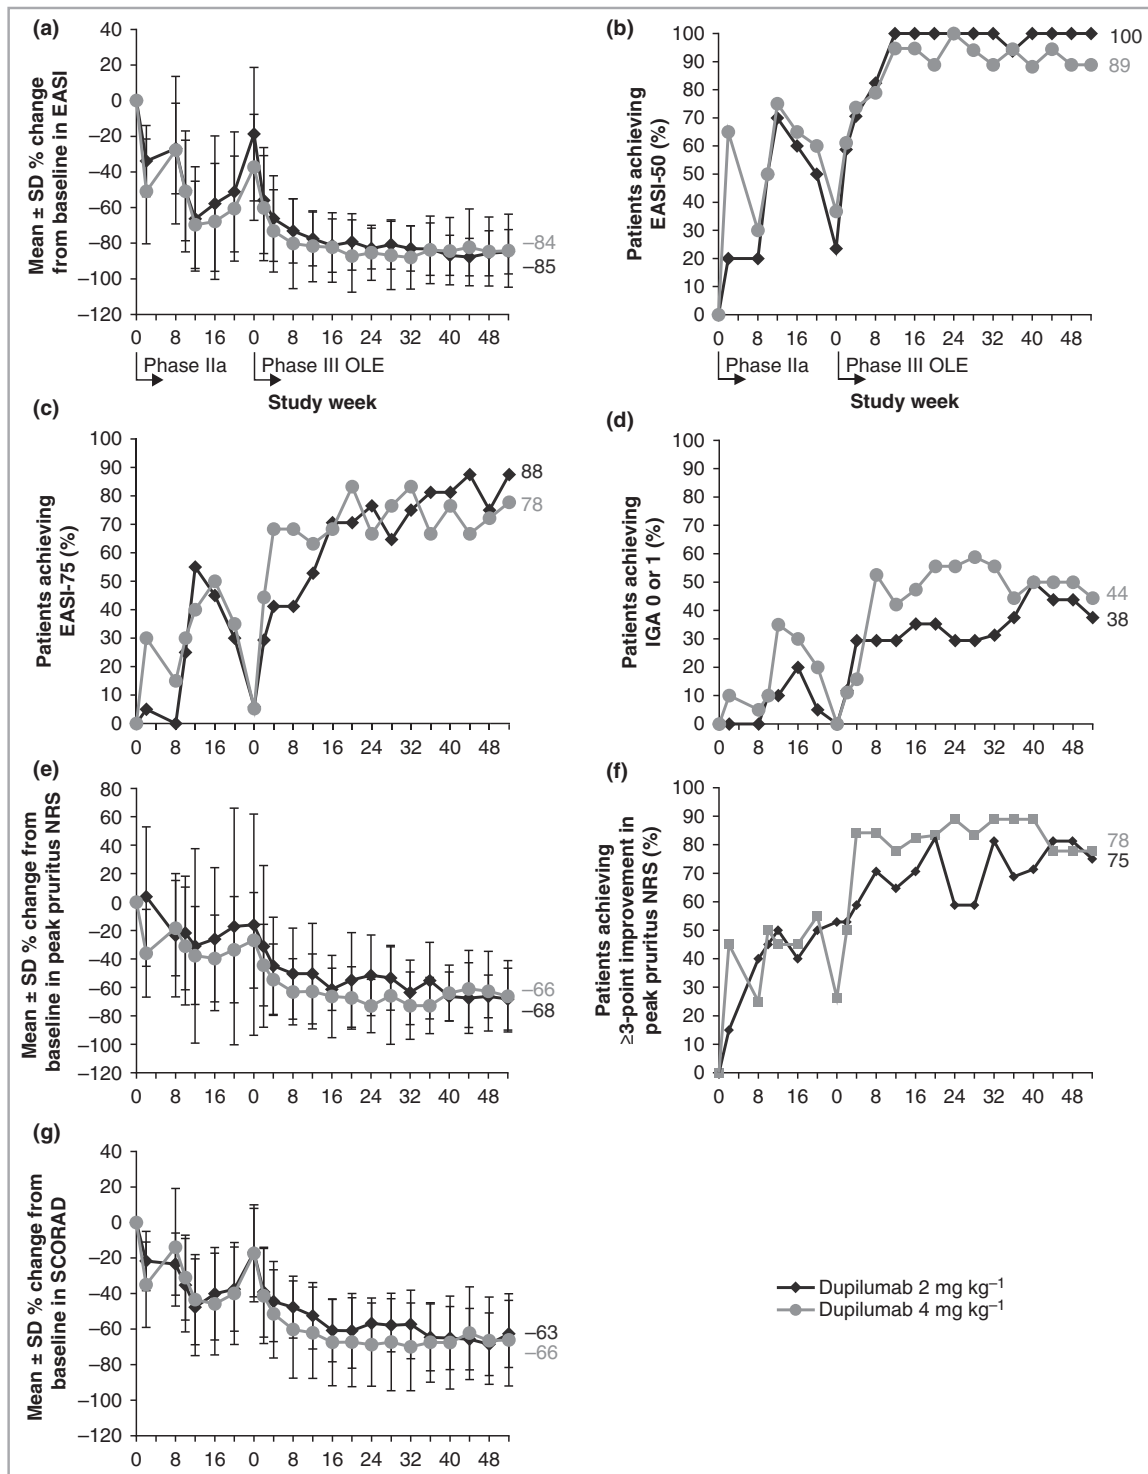 (a)
Mean ± SD % change
from baseline in EASI
40
20
0
−20
−40
−60
−80
−100
−120
−84
−85
0 8 16 0 8 16 24 32 40 48
Phase IIa
Phase III OLE
Study week
(b)
Patients achieving
EASI-50 (%)
100
90
80
70
60
50
40
30
20
10
0
100
89
0 8 16 0 8 16 24 32 40 48
Phase IIa
Phase III OLE
Study week
(c)
Patients achieving
EASI-75 (%)
100
90
80
70
60
50
40
30
20
10
0
88
78
0 8 16 0 8 16 24 32 40 48
(d)
Patients achieving
IGA 0 or 1 (%)
100
90
80
70
60
50
40
30
20
10
0
44
38
0 8 16 0 8 16 24 32 40 48
(e)
Mean ± SD % change from
baseline in peak pruritus NRS
80
60
40
20
0
−20
−40
−60
−80
−100
−120
−66
−68
0 8 16 0 8 16 24 32 40 48
(f)
Patients achieving
≥3-point improvement in
peak pruritus NRS (%)
100
90
80
70
60
50
40
30
20
10
0
78
75
0 8 16 0 8 16 24 32 40 48
(g)
Mean ± SD % change from
baseline in SCORAD
40
20
0
−20
−40
−60
−80
−100
−120
−63
−66
0 8 16 0 8 16 24 32 40 48
Dupilumab 2 mg kg⁻¹
Dupilumab 4 mg kg⁻¹